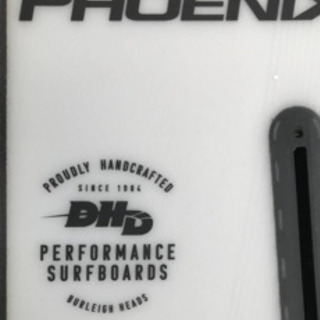 PHOENIX
PROUDLY HANDCRAFTED
SINCE 1984
DHD
PERFORMANCE
SURFBOARDS
BURLEIGH HEADS